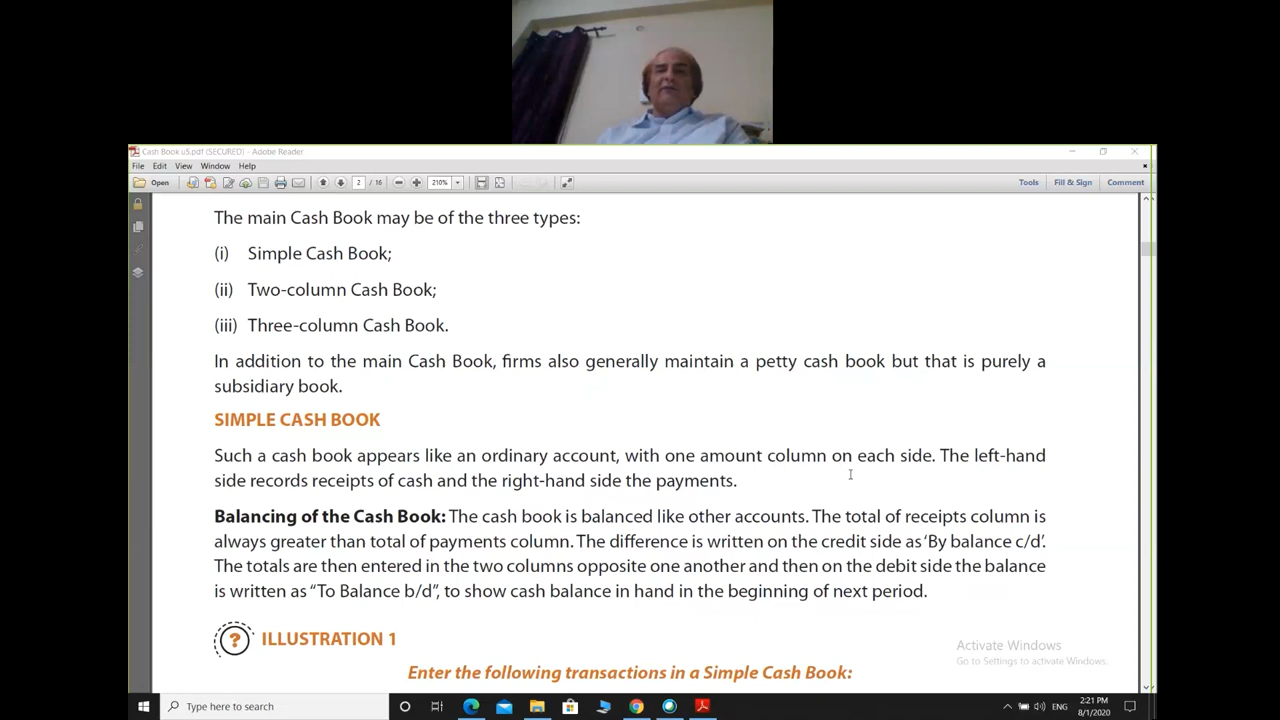 Cash Book u5.pdf (SECURED) - Adobe Reader
File Edit View Window Help
Open 2 / 16 210% Tools Fill & Sign Comment
The main Cash Book may be of the three types:
(i) Simple Cash Book;
(ii) Two-column Cash Book;
(iii) Three-column Cash Book.
In addition to the main Cash Book, firms also generally maintain a petty cash book but that is purely a
subsidiary book.
SIMPLE CASH BOOK
Such a cash book appears like an ordinary account, with one amount column on each side. The left-hand
side records receipts of cash and the right-hand side the payments.
Balancing of the Cash Book: The cash book is balanced like other accounts. The total of receipts column is
always greater than total of payments column. The difference is written on the credit side as ‘By balance c/d’.
The totals are then entered in the two columns opposite one another and then on the debit side the balance
is written as “To Balance b/d”, to show cash balance in hand in the beginning of next period.
? ILLUSTRATION 1
Enter the following transactions in a Simple Cash Book:
Activate Windows
Go to Settings to activate Windows.
Type here to search
ENG
2:21 PM
8/1/2020